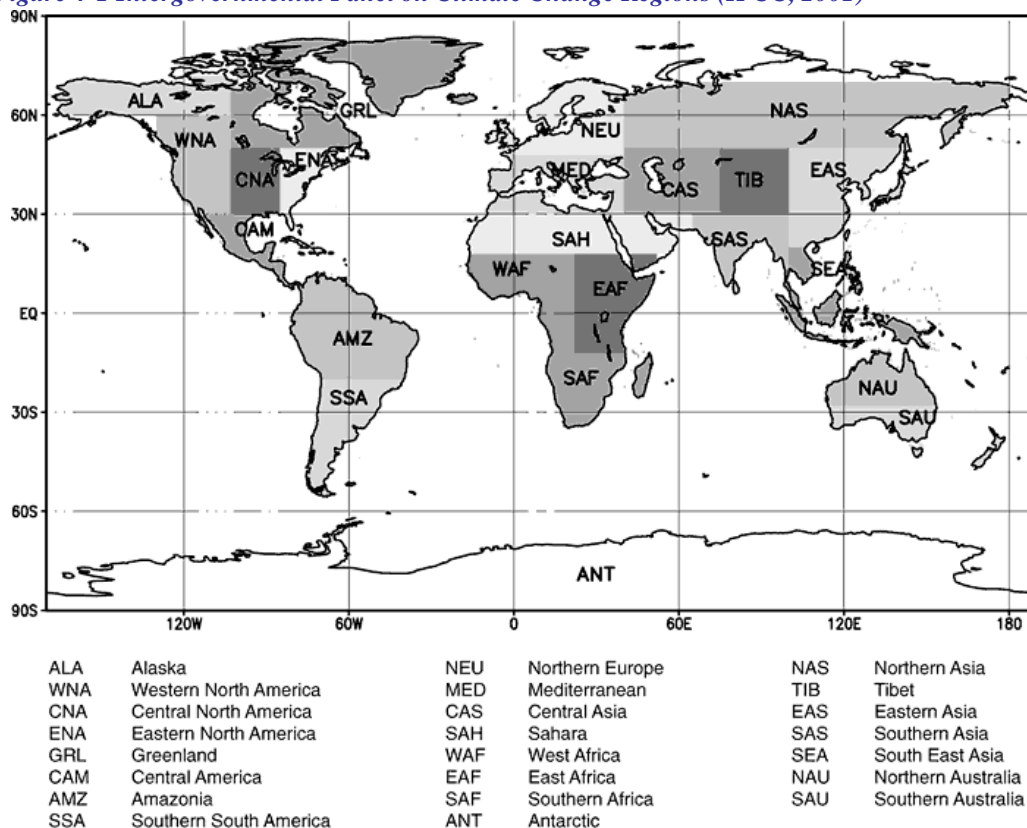 Figure 4-1 Intergovernmental Panel on Climate Change Regions (IPCC, 2001)
90N
60N
30N
EQ
30S
60S
90S
ALA
GRL
NAS
WNA
NEU
ENA
CNA
MED
CAS
TIB
EAS
CAM
SAH
SAS
WAF
EAF
SEA
AMZ
SAF
NAU
SSA
SAU
ANT
120W 60W 0 60E 120E 180
ALA Alaska
WNA Western North America
CNA Central North America
ENA Eastern North America
GRL Greenland
CAM Central America
AMZ Amazonia
SSA Southern South America
NEU Northern Europe
MED Mediterranean
CAS Central Asia
SAH Sahara
WAF West Africa
EAF East Africa
SAF Southern Africa
ANT Antarctic
NAS Northern Asia
TIB Tibet
EAS Eastern Asia
SAS Southern Asia
SEA South East Asia
NAU Northern Australia
SAU Southern Australia